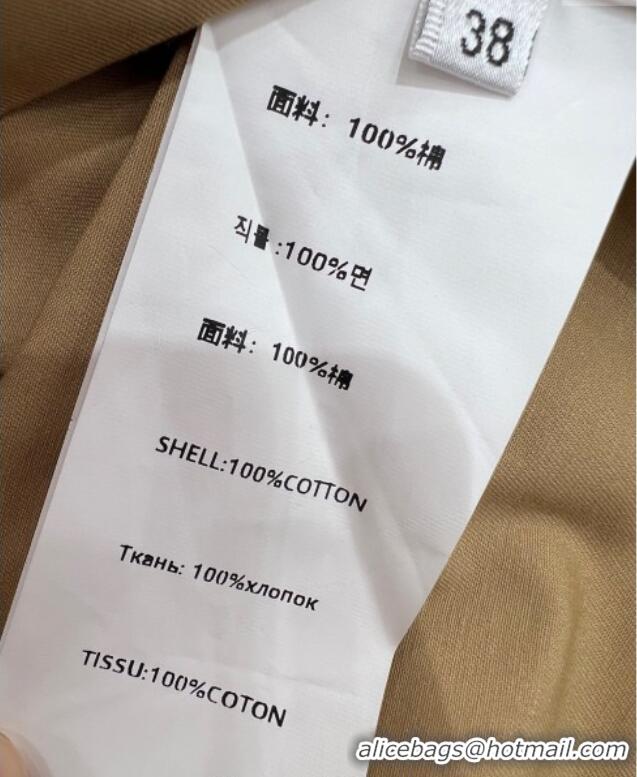 38
面料: 100%棉
직물 :100%면
面料: 100%棉
SHELL:100%COTTON
Ткань: 100%хлопок
TISSU:100%COTON
alicebags@hotmail.com